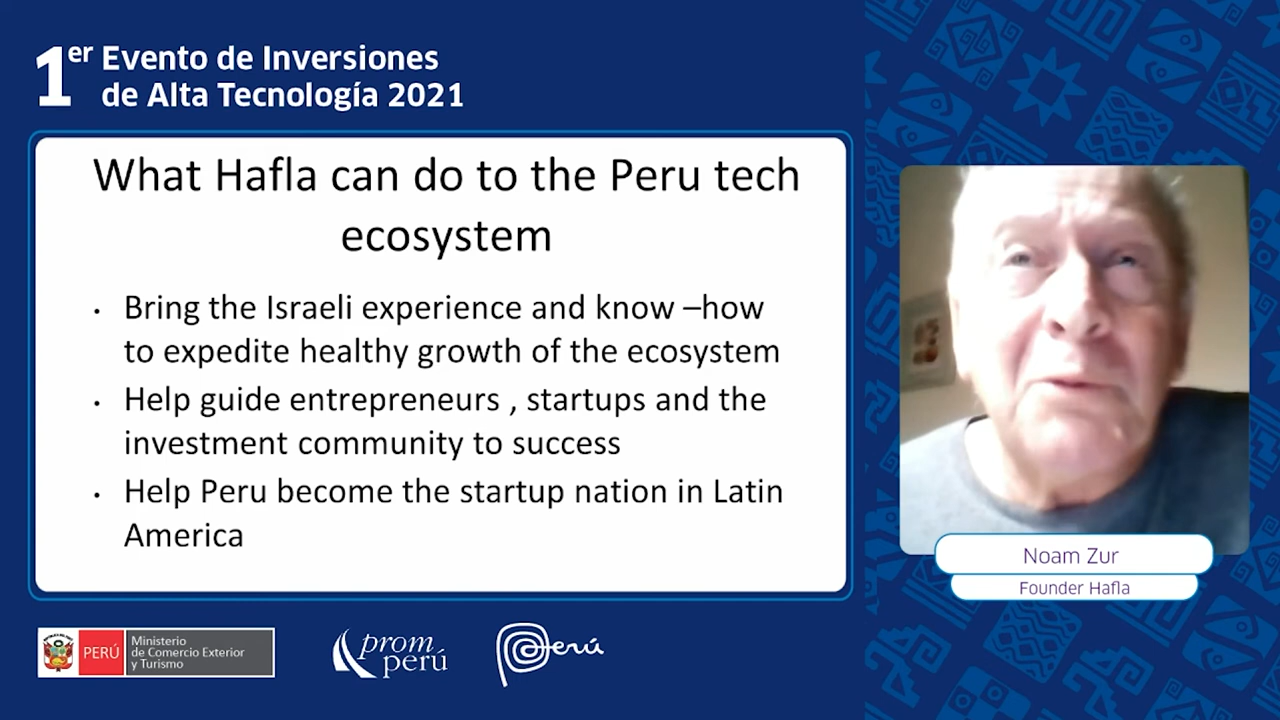 1er Evento de Inversiones
de Alta Tecnología 2021
What Hafla can do to the Peru tech
ecosystem
• Bring the Israeli experience and know –how
to expedite healthy growth of the ecosystem
• Help guide entrepreneurs , startups and the
investment community to success
• Help Peru become the startup nation in Latin
America
Noam Zur
Founder Hafla
PERÚ
Ministerio
de Comercio Exterior
y Turismo
prom
perú
Perú